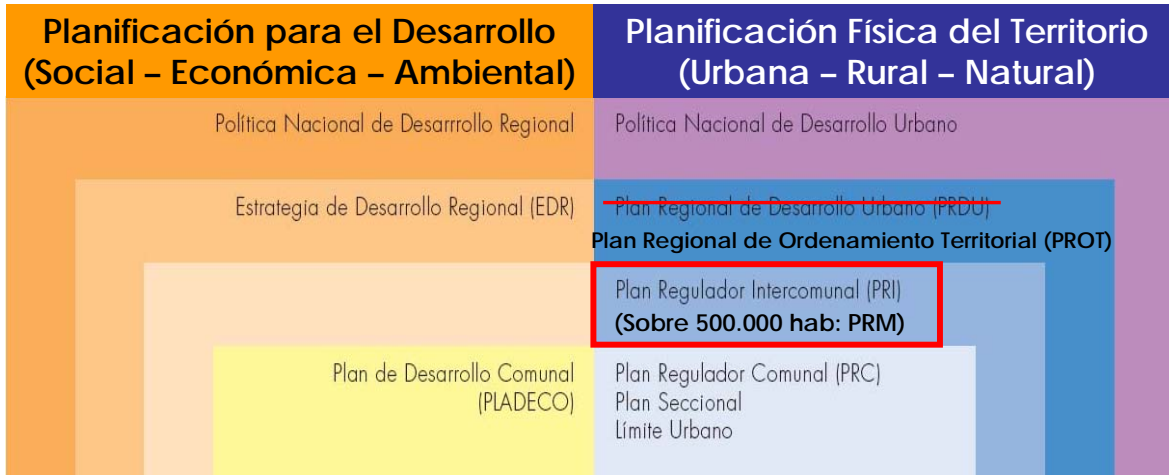 Planificación para el Desarrollo
(Social – Económica – Ambiental)
Planificación Física del Territorio
(Urbana – Rural – Natural)
Política Nacional de Desarrrollo Regional
Política Nacional de Desarrollo Urbano
Estrategia de Desarrollo Regional (EDR)
Plan Regional de Desarrollo Urbano (PRDU)
Plan Regional de Ordenamiento Territorial (PROT)
Plan Regulador Intercomunal (PRI)
(Sobre 500.000 hab: PRM)
Plan de Desarrollo Comunal
(PLADECO)
Plan Regulador Comunal (PRC)
Plan Seccional
Límite Urbano